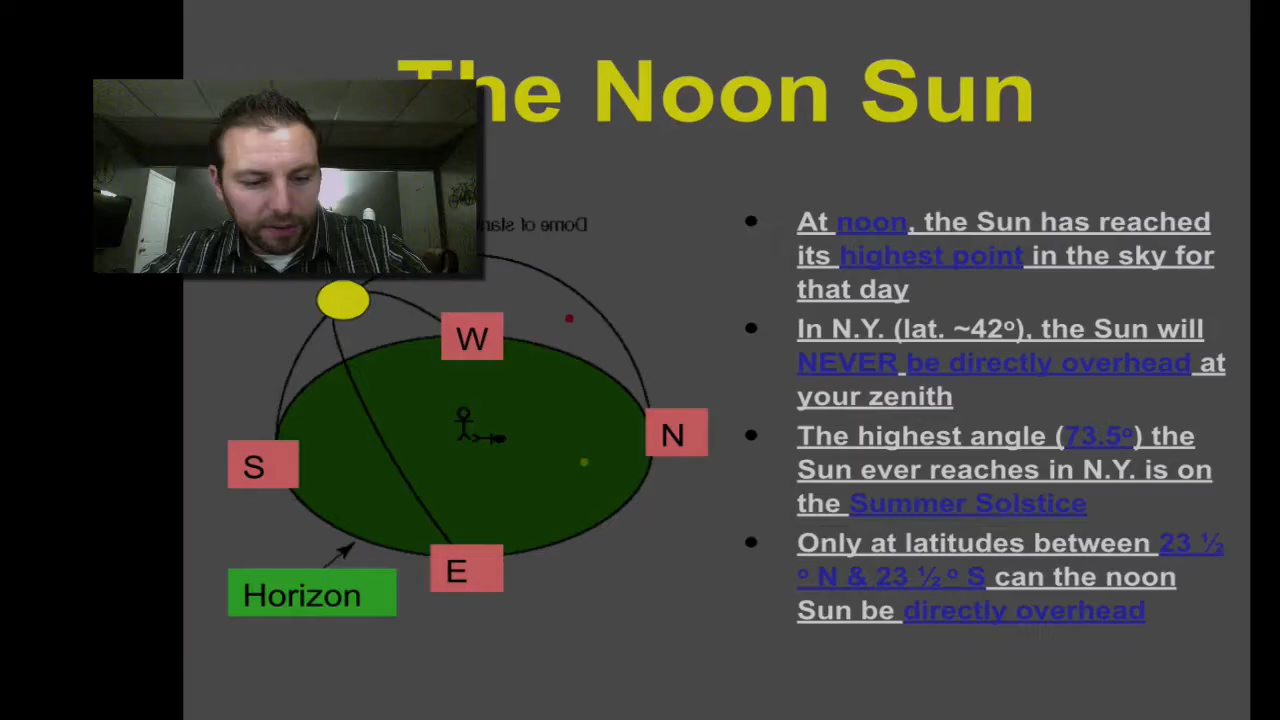 The Noon Sun
Dome of
W
N
S
E
Horizon
At noon, the Sun has reached
its highest point in the sky for
that day
In N.Y. (lat. ~42º), the Sun will
NEVER be directly overhead at
your zenith
The highest angle (73.5º) the
Sun ever reaches in N.Y. is on
the Summer Solstice
Only at latitudes between 23 ½
º N & 23 ½ º S can the noon
Sun be directly overhead